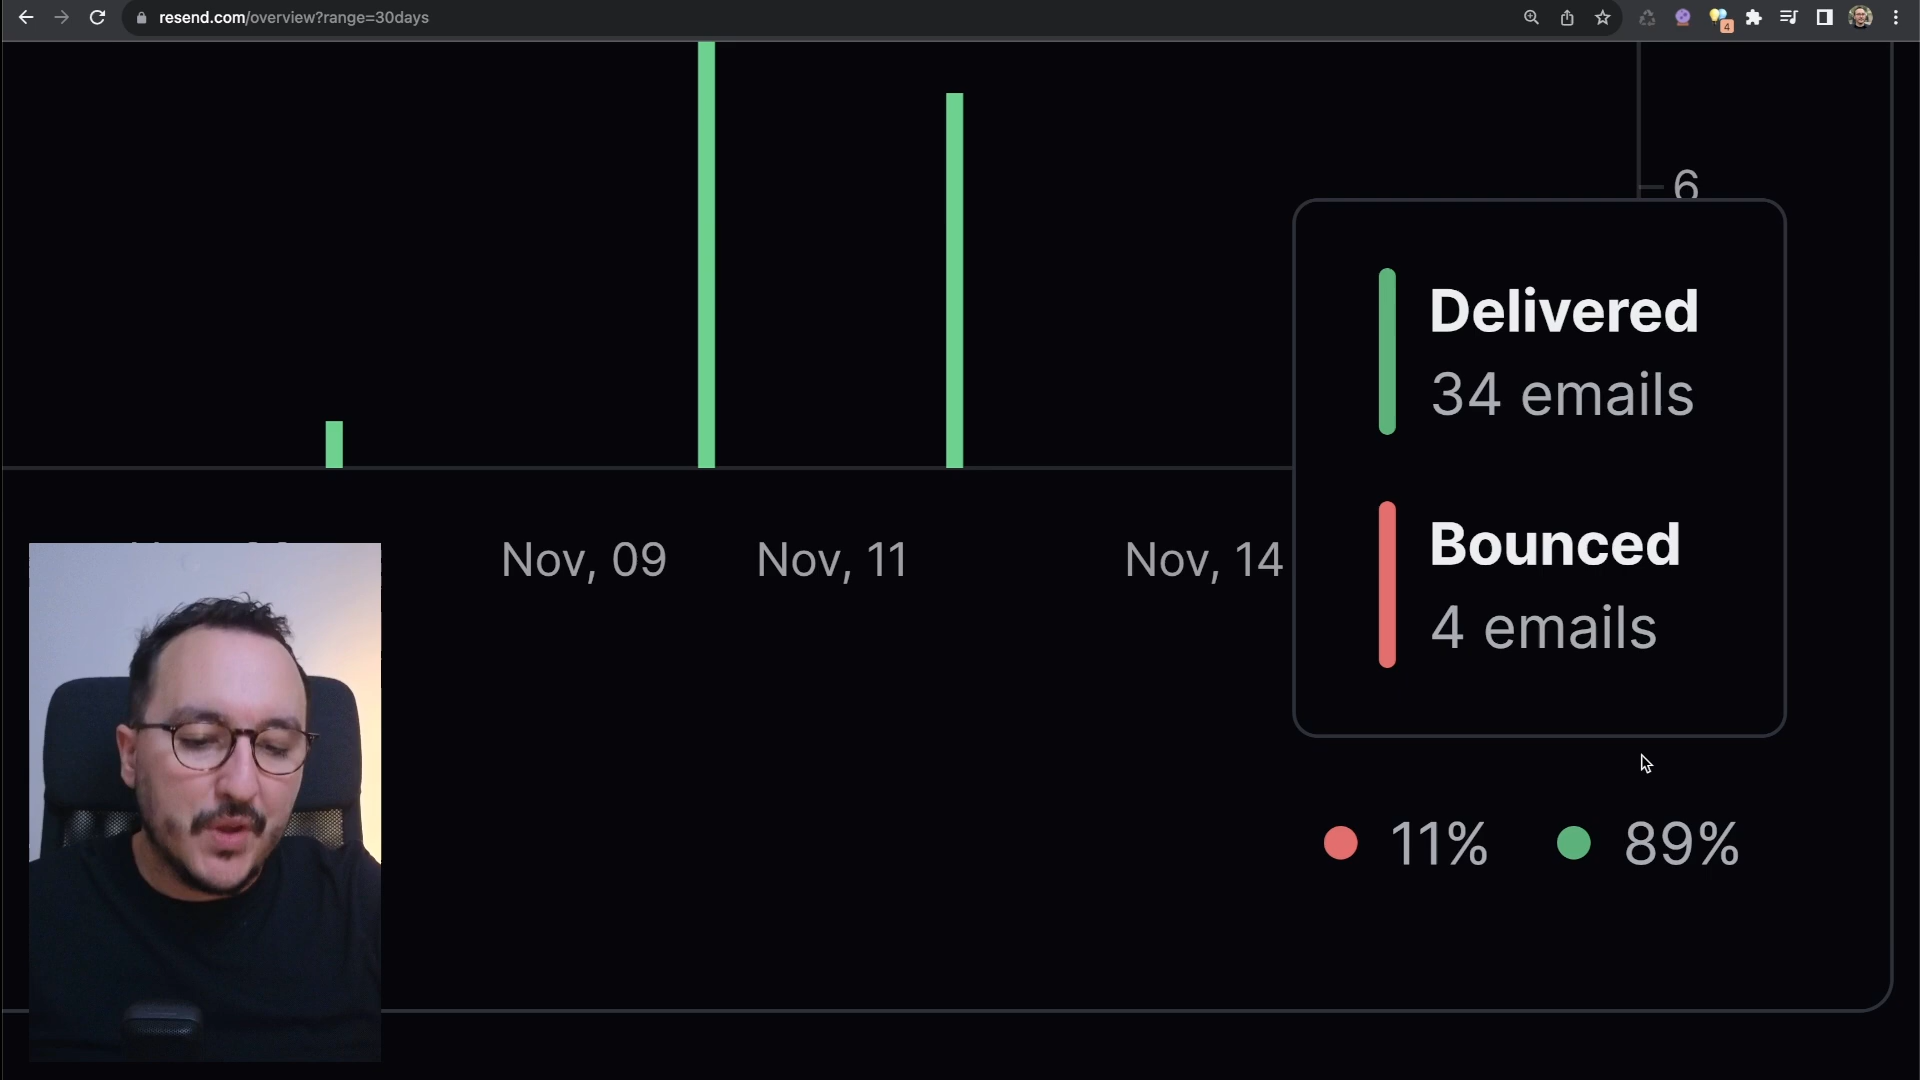 resend.com/overview?range=30days
4
6
Delivered
34 emails
Bounced
4 emails
Nov, 09
Nov, 11
Nov, 14
11%
89%